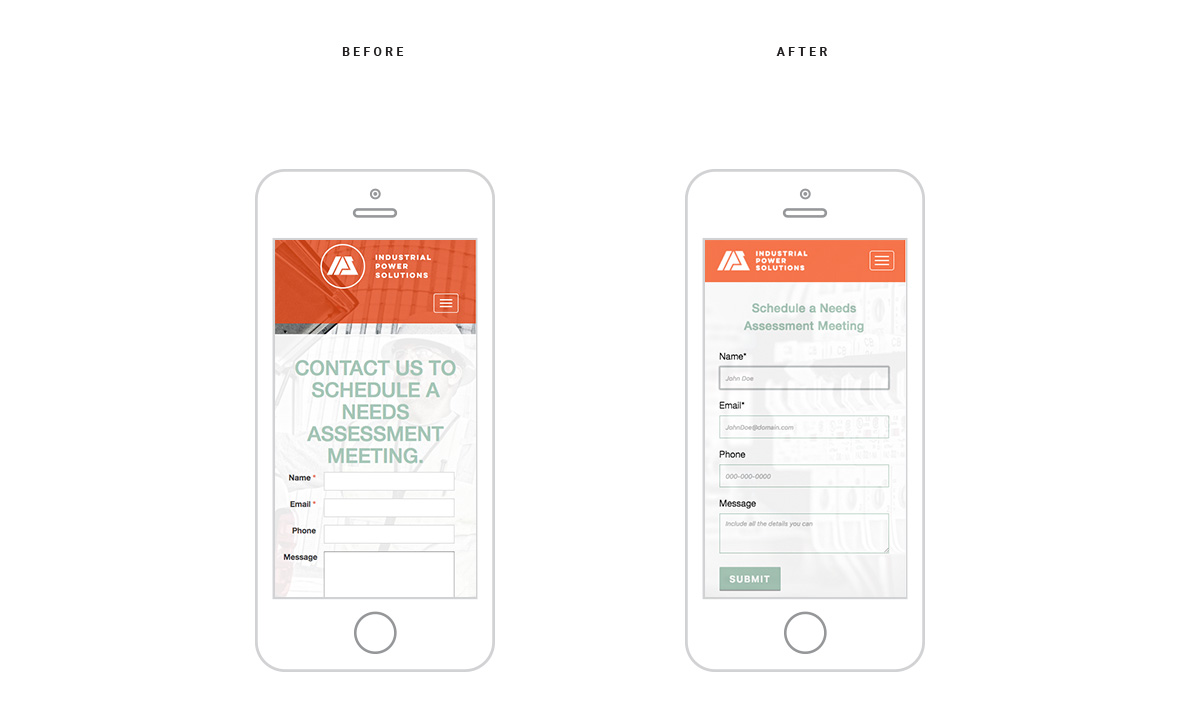 BEFORE
AFTER
INDUSTRIAL
POWER
SOLUTIONS
CONTACT US TO
SCHEDULE A
NEEDS
ASSESSMENT
MEETING.
Name *
Email *
Phone
Message
INDUSTRIAL
POWER
SOLUTIONS
Schedule a Needs
Assessment Meeting
Name*
John Doe
Email*
JohnDoe@domain.com
Phone
000-000-0000
Message
Include all the details you can
SUBMIT